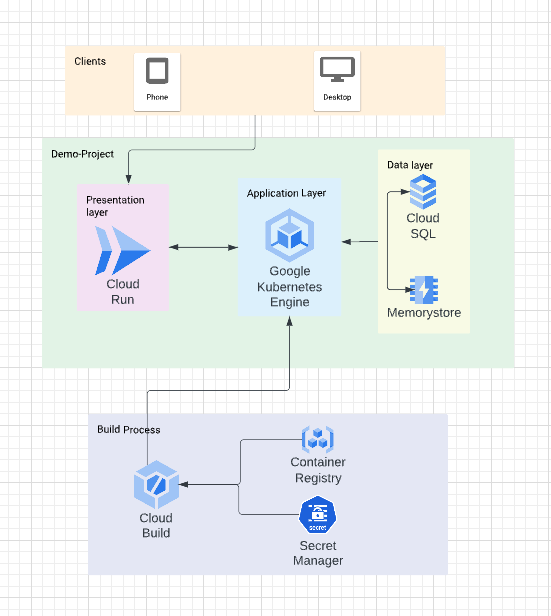 Clients
Phone
Desktop
Demo-Project
Presentation
layer
Cloud
Run
Application Layer
Google
Kubernetes
Engine
Data layer
Cloud
SQL
Memorystore
Build Process
Cloud
Build
Container
Registry
secret
Secret
Manager